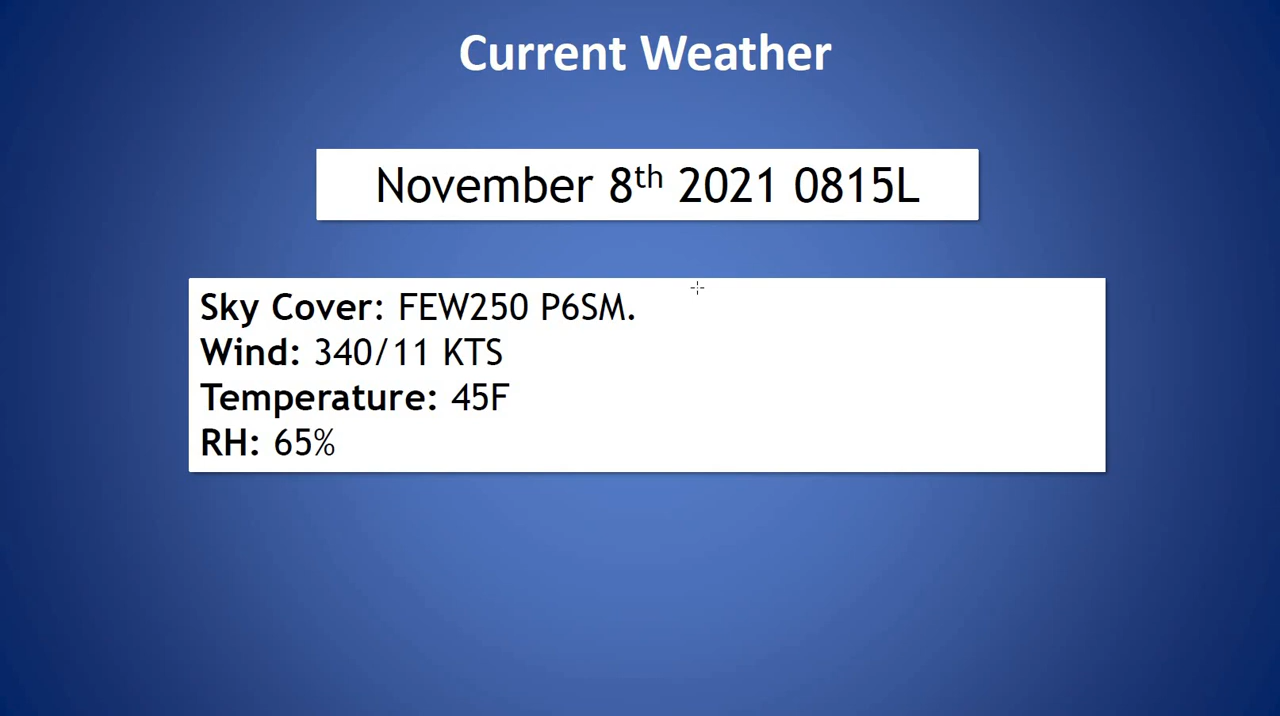 Current Weather
November 8th 2021 0815L
Sky Cover: FEW250 P6SM.
Wind: 340/11 KTS
Temperature: 45F
RH: 65%